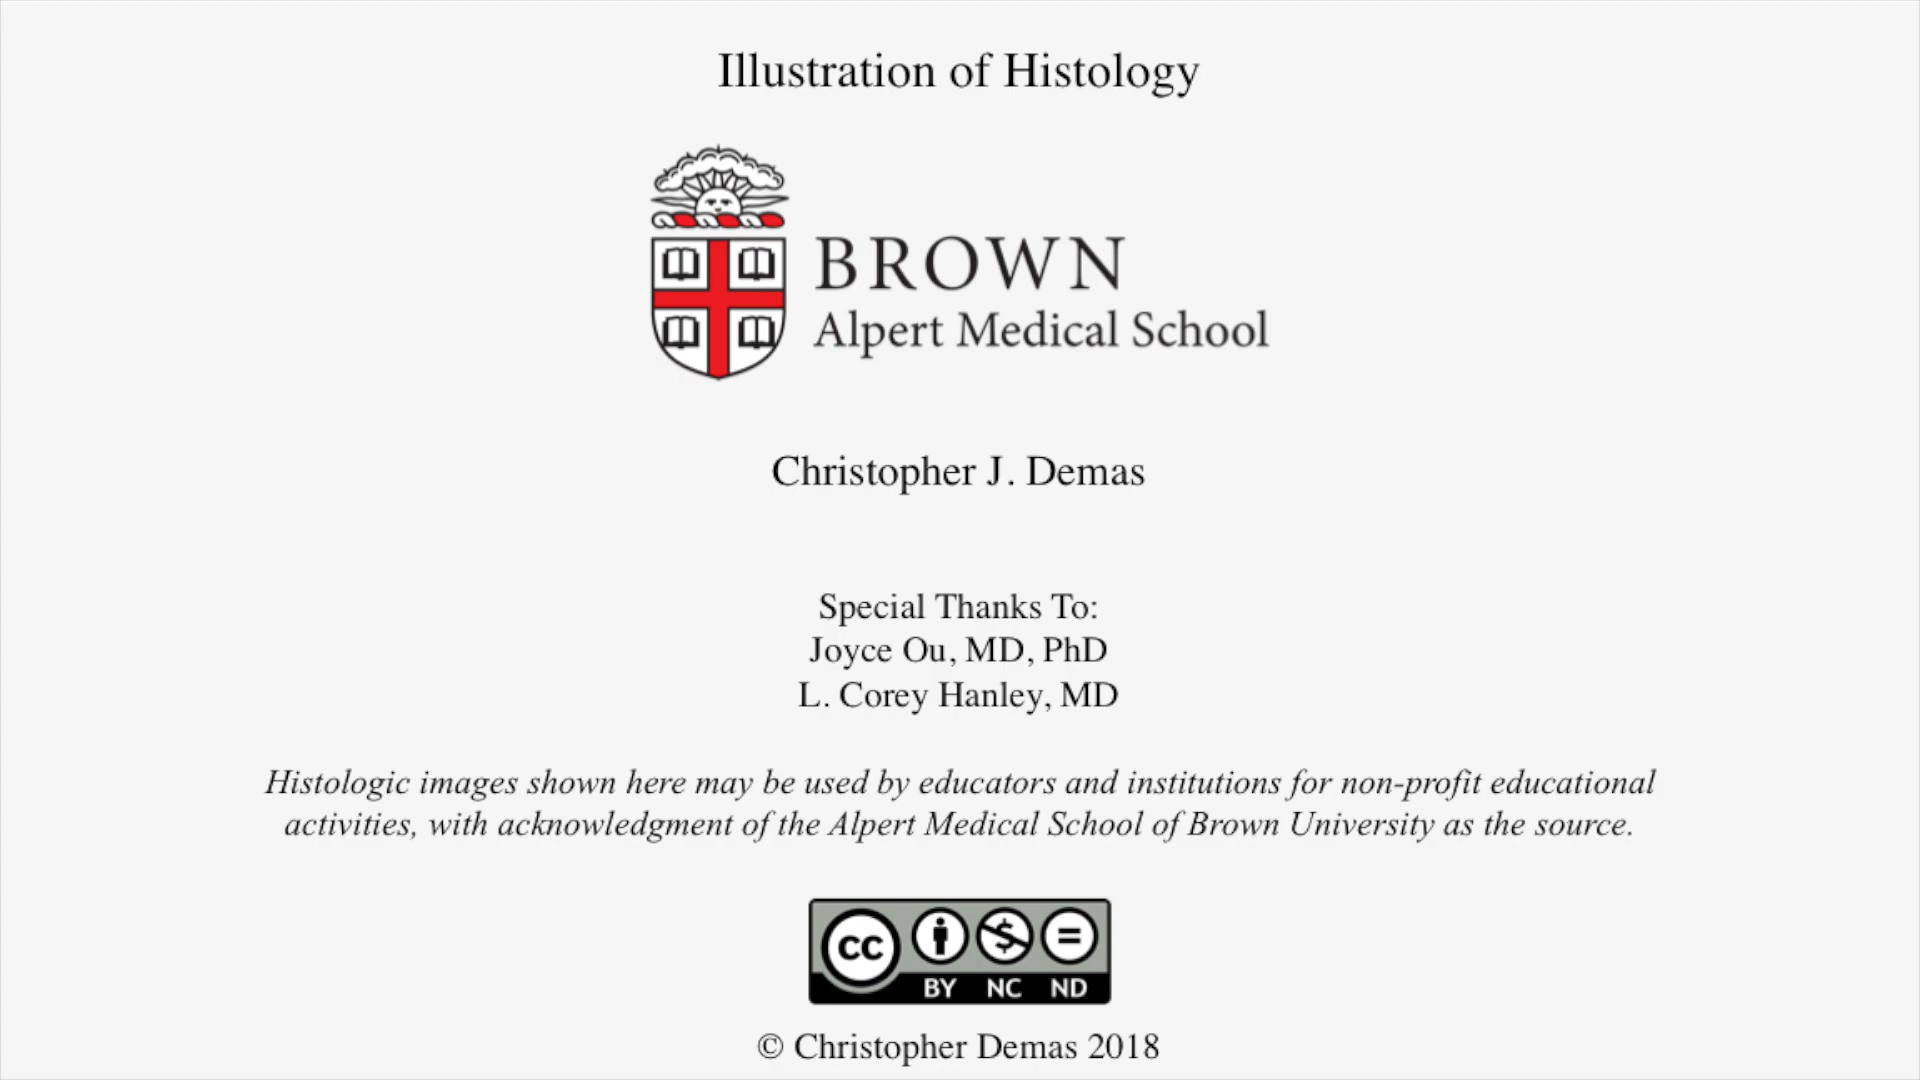 Illustration of Histology
BROWN
Alpert Medical School
Christopher J. Demas
Special Thanks To:
Joyce Ou, MD, PhD
L. Corey Hanley, MD
Histologic images shown here may be used by educators and institutions for non-profit educational
activities, with acknowledgment of the Alpert Medical School of Brown University as the source.
cc
BY NC ND
© Christopher Demas 2018